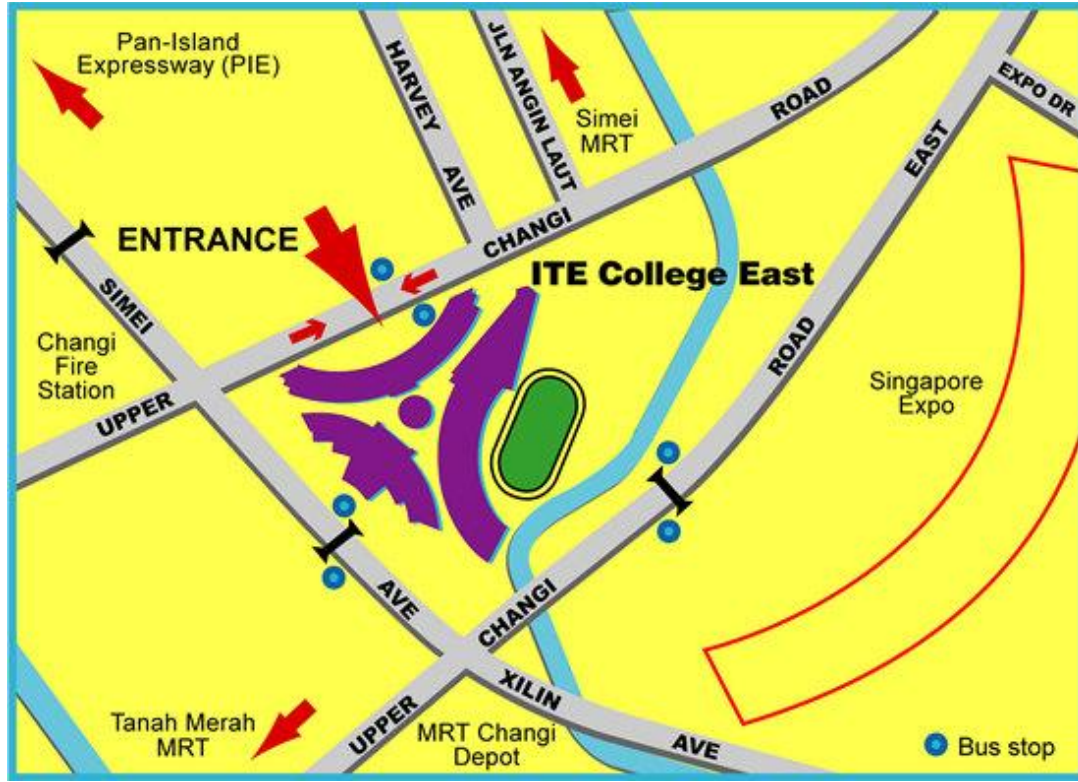 Pan-Island
Expressway (PIE)
HARVEY AVE
JLN ANGIN LAUT
Simei
MRT
ROAD
EXPO DR
EAST
ENTRANCE
CHANGI
ITE College East
SIMEI
Changi
Fire
Station
UPPER
ROAD
Singapore
Expo
AVE
CHANGI
XILIN
UPPER
Tanah Merah
MRT
MRT Changi
Depot
AVE
Bus stop